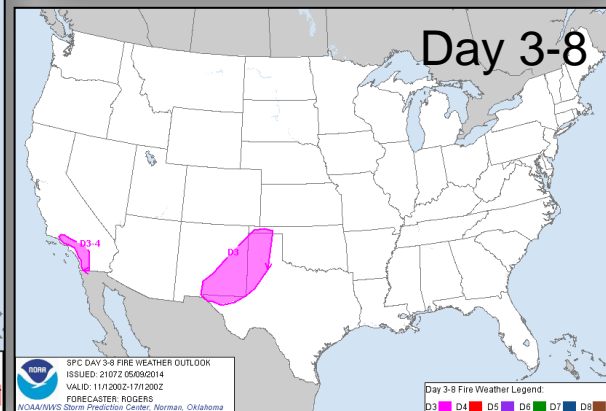 Day 3-8
D3-4
D3
NOAA
SPC DAY 3-8 FIRE WEATHER OUTLOOK
ISSUED: 2107Z 05/09/2014
VALID: 11/1200Z-17/1200Z
FORECASTER: ROGERS
NOAA/NWS Storm Prediction Center, Norman, Oklahoma
Day 3-8 Fire Weather Legend:
D3 D4 D5 D6 D7 D8